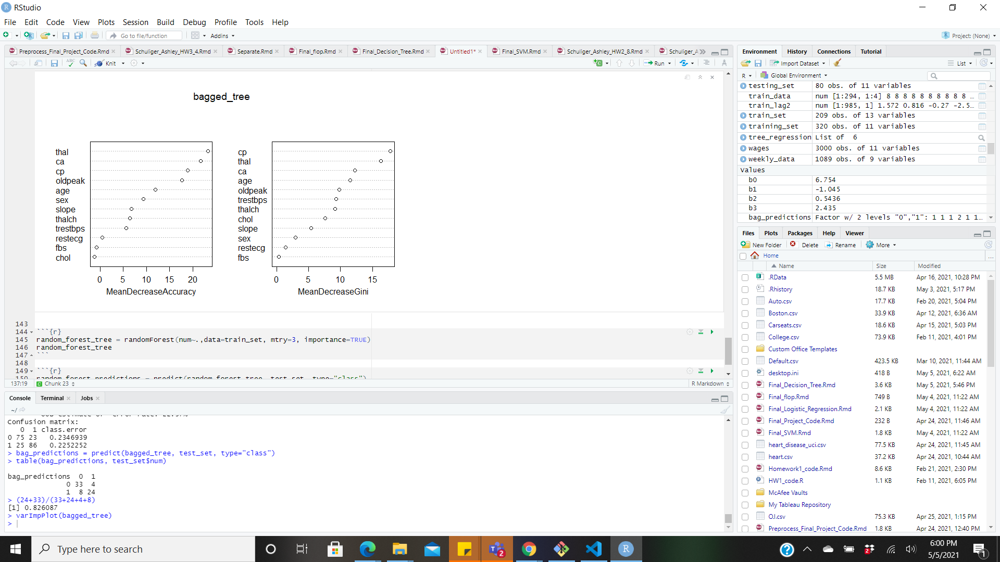 RStudio
File Edit Code View Plots Session Build Debug Profile Tools Help
Go to file/function Addins Project: (None)
Preprocess_Final_Project_Code.Rmd Schuliger_Ashley_HW3_4.Rmd Separate.Rmd Final_flop.Rmd Final_Decision_Tree.Rmd Untitled1* Final_SVM.Rmd Schuliger_Ashley_HW2_8.Rmd Schuliger_A
ABC Knit Run
bagged_tree
thal
ca
cp
oldpeak
age
sex
slope
thalch
trestbps
restecg
fbs
chol
0 5 10 15 20
MeanDecreaseAccuracy
cp
thal
ca
age
oldpeak
trestbps
thalch
chol
slope
sex
restecg
fbs
0 5 10 15
MeanDecreaseGini
143
144 ```{r}
145 random_forest_tree = randomForest(num~.,data=train_set, mtry=3, importance=TRUE)
146 random_forest_tree
147 ```
148
149 ```{r}
150 random_forest_predictions = predict(random_forest_tree, test_set, type="class")
137:19 C Chunk 23 R Markdown
Console Terminal Jobs
~/
OOB estimate of error rate: 22.97%
Confusion matrix:
0 1 class.error
0 75 23 0.2346939
1 25 86 0.2252252
> bag_predictions = predict(bagged_tree, test_set, type="class")
> table(bag_predictions, test_set$num)
bag_predictions 0 1
0 33 4
1 8 24
> (24+33)/(33+24+4+8)
[1] 0.826087
> varImpPlot(bagged_tree)
>
Environment History Connections Tutorial
Import Dataset List
R Global Environment
testing_set 80 obs. of 11 variables
train_data num [1:294, 1:4] 8 8 8 8 8 8 8 8 8 8 …
train_lag2 num [1:985, 1] 1.572 0.816 -0.27 -2.5…
train_set 209 obs. of 13 variables
training_set 320 obs. of 11 variables
tree_regression List of 6
wages 3000 obs. of 11 variables
weekly_data 1089 obs. of 9 variables
Values
b0 6.754
b1 -1.045
b2 0.5436
b3 2.435
bag_predictions Factor w/ 2 levels "0","1": 1 1 1 2 1 1…
Files Plots Packages Help Viewer
New Folder Delete Rename More
Home ...
Name Size Modified
.RData 5.5 MB Apr 16, 2021, 10:28 PM
.Rhistory 18.7 KB May 3, 2021, 5:17 PM
Auto.csv 17.7 KB Feb 20, 2021, 5:04 PM
Boston.csv 33.9 KB Apr 12, 2021, 6:36 AM
Carseats.csv 18.6 KB Apr 15, 2021, 5:03 PM
College.csv 73.9 KB Feb 11, 2021, 4:01 PM
Custom Office Templates
Default.csv 423.5 KB Mar 10, 2021, 11:44 AM
desktop.ini 418 B May 5, 2021, 6:22 AM
Final_Decision_Tree.Rmd 3.6 KB May 5, 2021, 5:46 PM
Final_flop.Rmd 749 B May 4, 2021, 11:22 AM
Final_Logistic_Regression.Rmd 2.1 KB May 4, 2021, 11:22 AM
Final_Project_Code.Rmd 232 B Apr 24, 2021, 11:46 AM
Final_SVM.Rmd 1.8 KB May 4, 2021, 11:22 AM
heart_disease_uci.csv 77.5 KB Apr 24, 2021, 11:45 AM
heart.csv 37.2 KB Apr 24, 2021, 10:44 AM
Homework1_code.Rmd 8.6 KB Feb 21, 2021, 2:30 PM
HW1_code.R 1.1 KB Feb 11, 2021, 6:05 PM
McAfee Vaults
My Tableau Repository
OJ.csv 75.3 KB Apr 25, 2021, 1:15 PM
Preprocess_Final_Project_Code.Rmd 1.8 KB Apr 24, 2021, 12:40 PM
Type here to search
2
R
6:00 PM
5/5/2021
1